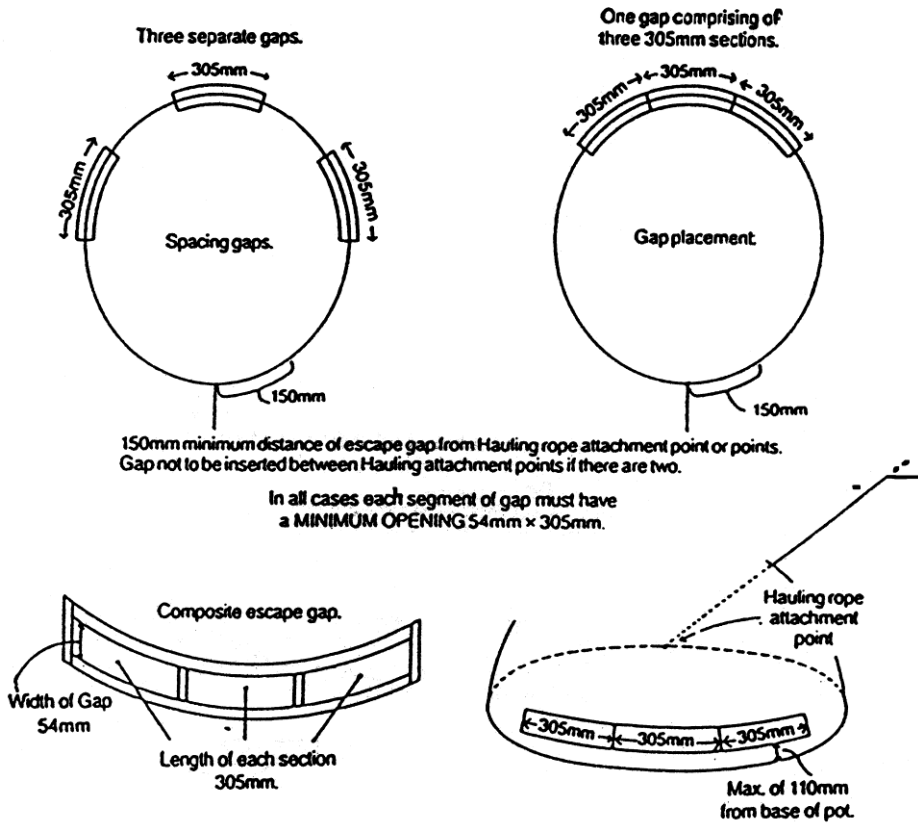 Three separate gaps.
305mm
305mm
305mm
Spacing gaps.
150mm
One gap comprising of
three 305mm sections.
305mm
305mm
305mm
Gap placement.
150mm
150mm minimum distance of escape gap from Hauling rope attachment point or points.
Gap not to be inserted between Hauling attachment points if there are two.
In all cases each segment of gap must have
a MINIMUM OPENING 54mm × 305mm.
Composite escape gap.
Width of Gap
54mm
Length of each section
305mm.
Hauling rope
attachment
point
305mm
305mm
305mm
Max. of 110mm
from base of pot.